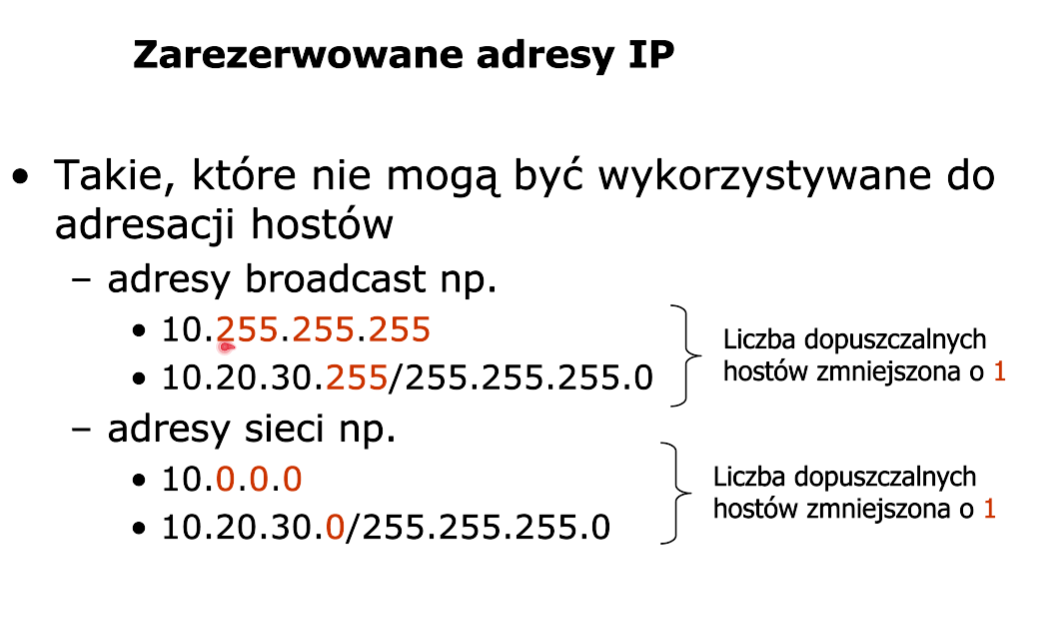 Zarezerwowane adresy IP
• Takie, które nie mogą być wykorzystywane do
adresacji hostów
– adresy broadcast np.
• 10.255.255.255
• 10.20.30.255/255.255.255.0
Liczba dopuszczalnych
hostów zmniejszona o 1
– adresy sieci np.
• 10.0.0.0
• 10.20.30.0/255.255.255.0
Liczba dopuszczalnych
hostów zmniejszona o 1